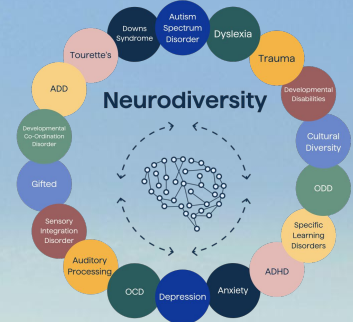 Neurodiversity
Autism
Spectrum
Disorder
Dyslexia
Trauma
Developmental
Disabilities
Cultural
Diversity
ODD
Specific
Learning
Disorders
ADHD
Anxiety
Depression
OCD
Auditory
Processing
Sensory
Integration
Disorder
Gifted
Developmental
Co-Ordination
Disorder
ADD
Tourette's
Downs
Syndrome